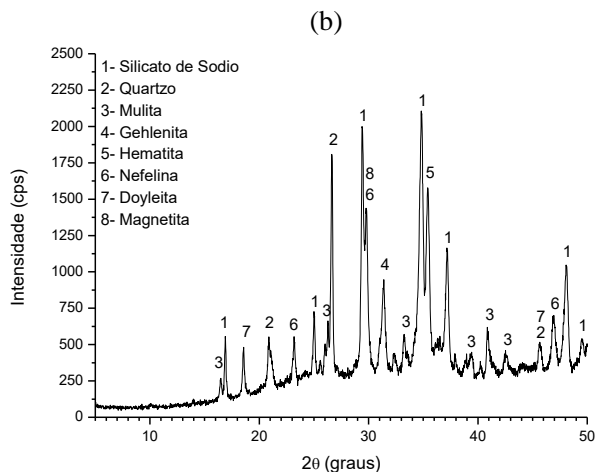 (b)
Intensidade (cps)
2500
2250
2000
1750
1500
1250
1000
750
500
250
0
1- Silicato de Sodio
2- Quartzo
3- Mulita
4- Gehlenita
5- Hematita
6- Nefelina
7- Doyleita
8- Magnetita
3
1
7
2
6
1
3
2
1
8
6
4
3
1
5
1
3
3
3
7
2
6
1
1
10 20 30 40 50
2θ (graus)